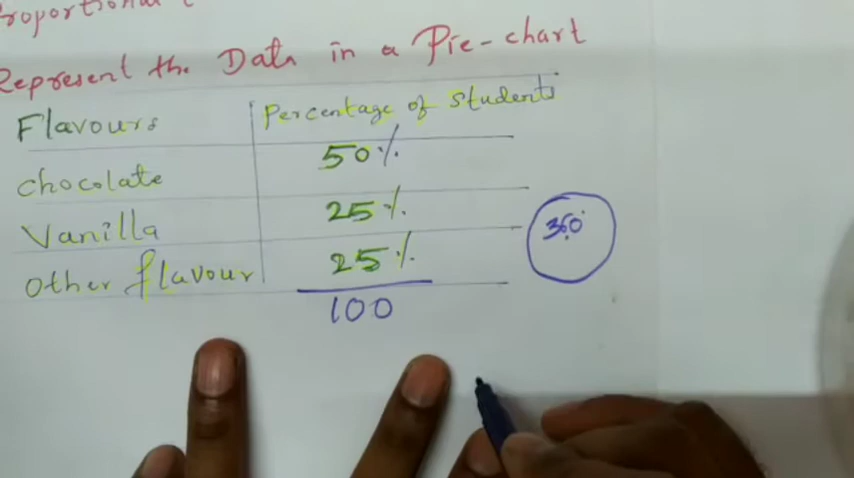 Represent the Data in a Pie-chart
Flavours Percentage of students
chocolate 50%
Vanilla 25%
360°
other flavour 25%
100